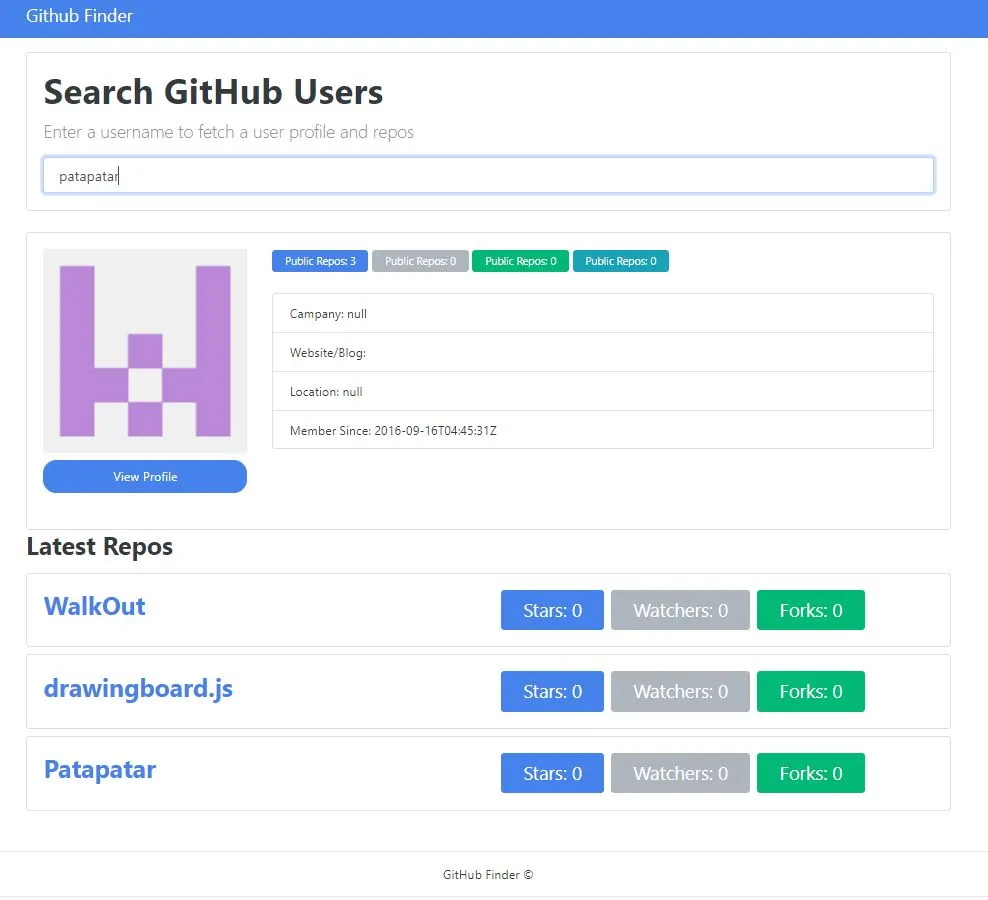 Github Finder
Search GitHub Users
Enter a username to fetch a user profile and repos
patapatar
Public Repos: 3 Public Repos: 0 Public Repos: 0 Public Repos: 0
Campany: null
Website/Blog:
Location: null
Member Since: 2016-09-16T04:45:31Z
View Profile
Latest Repos
WalkOut Stars: 0 Watchers: 0 Forks: 0
drawingboard.js Stars: 0 Watchers: 0 Forks: 0
Patapatar Stars: 0 Watchers: 0 Forks: 0
GitHub Finder ©